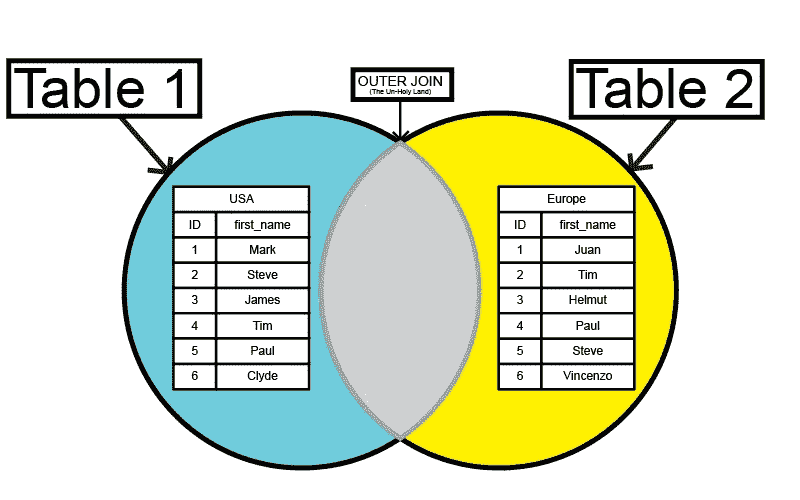 Table 1
OUTER JOIN
(The Un-Holy Land)
Table 2
USA
ID first_name
1 Mark
2 Steve
3 James
4 Tim
5 Paul
6 Clyde
Europe
ID first_name
1 Juan
2 Tim
3 Helmut
4 Paul
5 Steve
6 Vincenzo